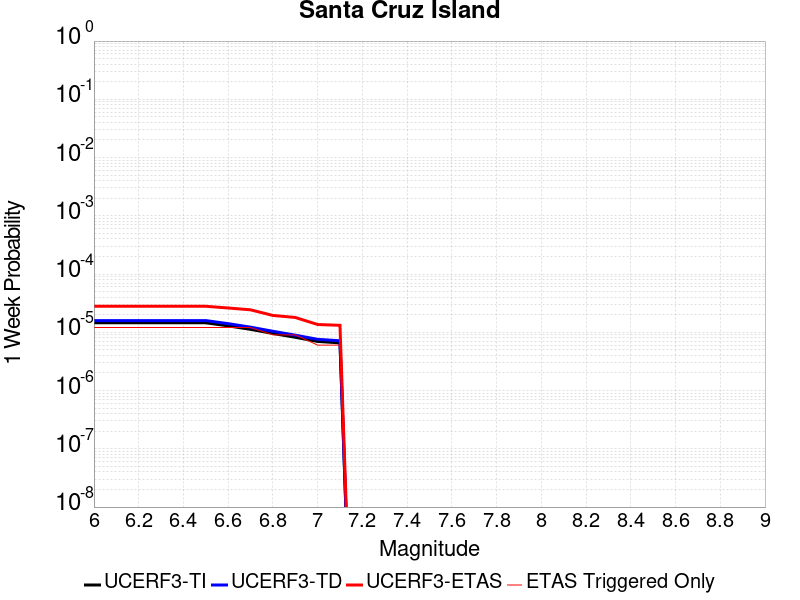 Santa Cruz Island
10^0
10^-1
10^-2
10^-3
10^-4
10^-5
10^-6
10^-7
10^-8
1 Week Probability
6 6.2 6.4 6.6 6.8 7 7.2 7.4 7.6 7.8 8 8.2 8.4 8.6 8.8 9
Magnitude
UCERF3-TI UCERF3-TD UCERF3-ETAS ETAS Triggered Only